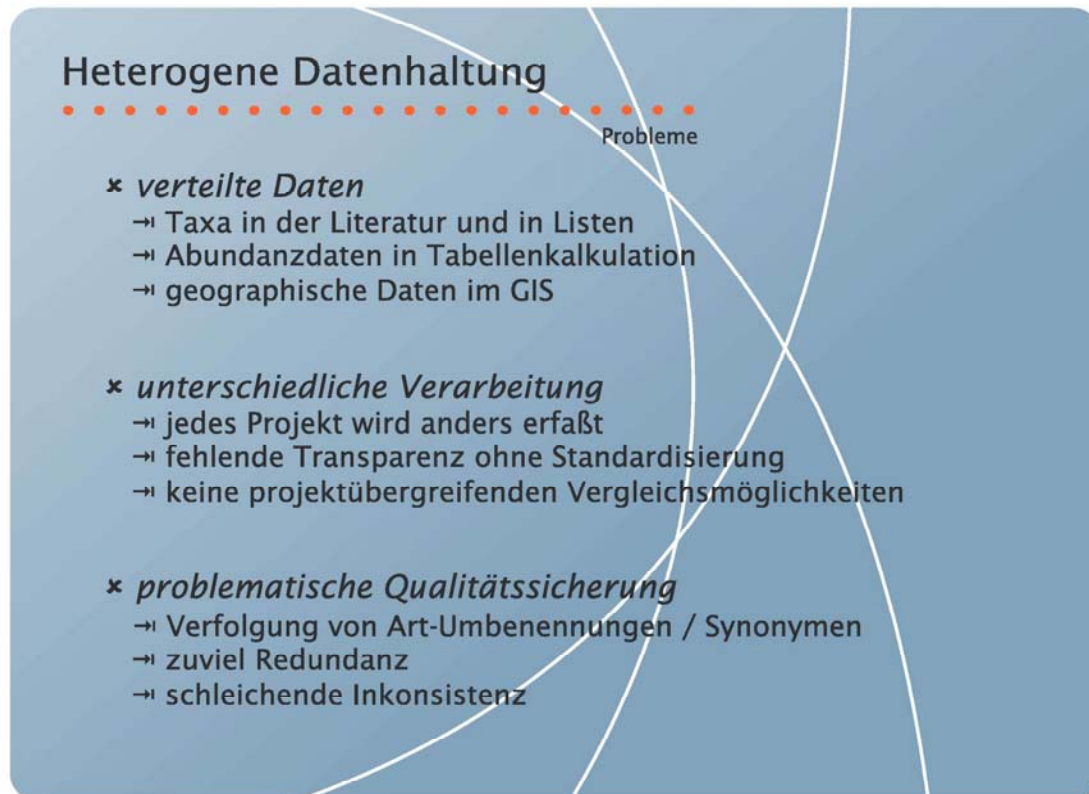 Heterogene Datenhaltung
Probleme
✘ verteilte Daten
→ı Taxa in der Literatur und in Listen
→ı Abundanzdaten in Tabellenkalkulation
→ı geographische Daten im GIS
✘ unterschiedliche Verarbeitung
→ı jedes Projekt wird anders erfaßt
→ı fehlende Transparenz ohne Standardisierung
→ı keine projektübergreifenden Vergleichsmöglichkeiten
✘ problematische Qualitätssicherung
→ı Verfolgung von Art-Umbenennungen / Synonymen
→ı zuviel Redundanz
→ı schleichende Inkonsistenz